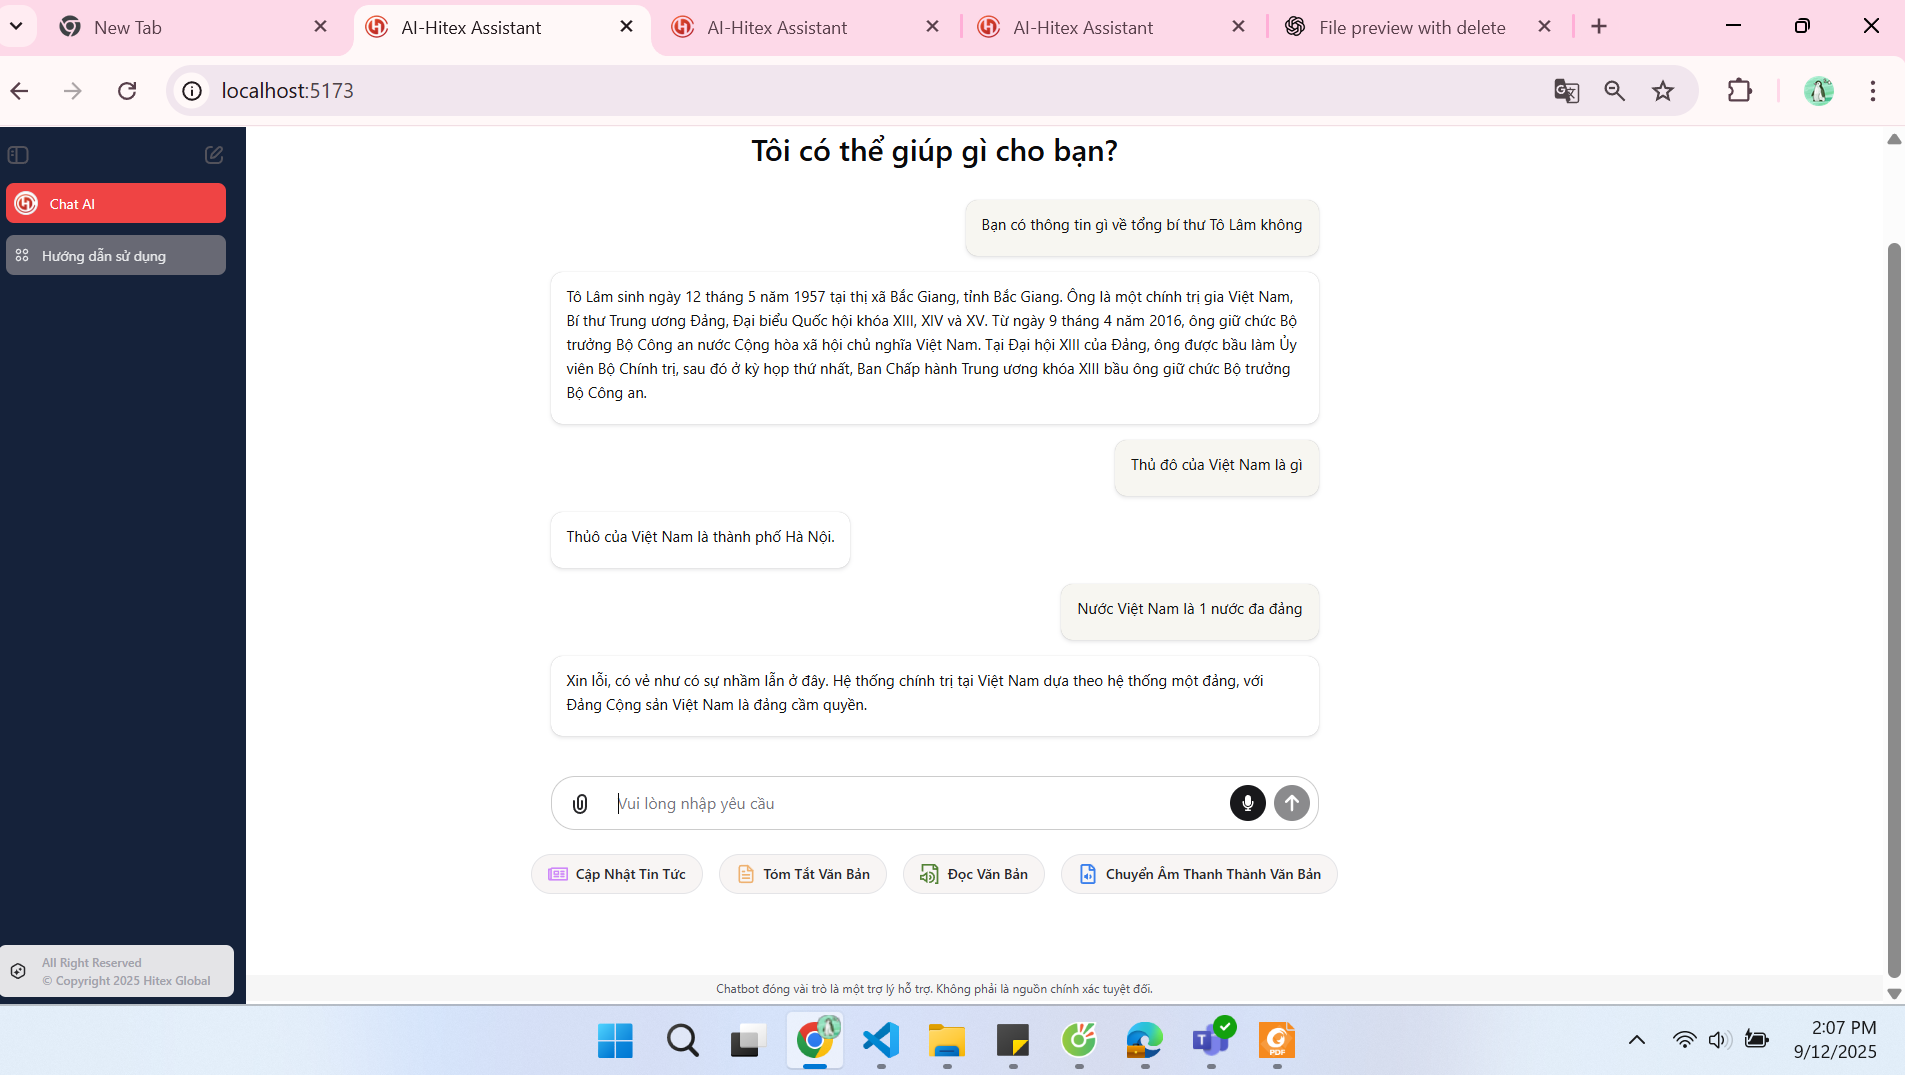 New Tab
AI-Hitex Assistant
AI-Hitex Assistant
AI-Hitex Assistant
File preview with delete
localhost:5173
Chat AI
Hướng dẫn sử dụng
Tôi có thể giúp gì cho bạn?
Bạn có thông tin gì về tổng bí thư Tô Lâm không
Tô Lâm sinh ngày 12 tháng 5 năm 1957 tại thị xã Bắc Giang, tỉnh Bắc Giang. Ông là một chính trị gia Việt Nam,
Bí thư Trung ương Đảng, Đại biểu Quốc hội khóa XIII, XIV và XV. Từ ngày 9 tháng 4 năm 2016, ông giữ chức Bộ
trưởng Bộ Công an nước Cộng hòa xã hội chủ nghĩa Việt Nam. Tại Đại hội XIII của Đảng, ông được bầu làm Ủy
viên Bộ Chính trị, sau đó ở kỳ họp thứ nhất, Ban Chấp hành Trung ương khóa XIII bầu ông giữ chức Bộ trưởng
Bộ Công an.
Thủ đô của Việt Nam là gì
Thủô của Việt Nam là thành phố Hà Nội.
Nước Việt Nam là 1 nước đa đảng
Xin lỗi, có vẻ như có sự nhầm lẫn ở đây. Hệ thống chính trị tại Việt Nam dựa theo hệ thống một đảng, với
Đảng Cộng sản Việt Nam là đảng cầm quyền.
Vui lòng nhập yêu cầu
Cập Nhật Tin Tức
Tóm Tắt Văn Bản
Đọc Văn Bản
Chuyển Âm Thanh Thành Văn Bản
All Right Reserved
© Copyright 2025 Hitex Global
Chatbot đóng vài trò là một trợ lý hỗ trợ. Không phải là nguồn chính xác tuyệt đối.
PDF
2:07 PM
9/12/2025